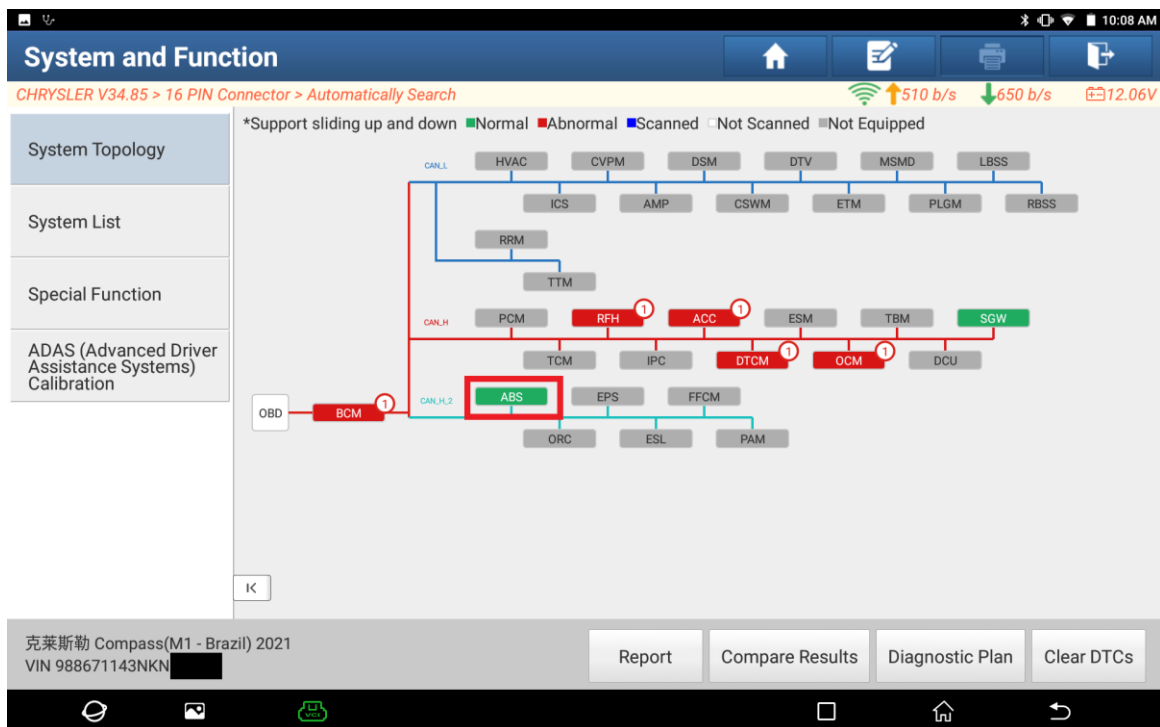 10:08 AM
System and Function
CHRYSLER V34.85 > 16 PIN Connector > Automatically Search
510 b/s 650 b/s 12.06V
System Topology
System List
Special Function
ADAS (Advanced Driver
Assistance Systems)
Calibration
*Support sliding up and down Normal Abnormal Scanned Not Scanned Not Equipped
CAN_L HVAC CVPM DSM DTV MSMD LBSS
ICS AMP CSWM ETM PLGM RBSS
RRM
TTM
CAN_H PCM RFH 1 ACC 1 ESM TBM SGW
TCM IPC DTCM 1 OCM 1 DCU
CAN_H_2 ABS EPS FFCM
OBD BCM 1
ORC ESL PAM
克莱斯勒 Compass(M1 - Brazil) 2021
VIN 988671143NKN
Report Compare Results Diagnostic Plan Clear DTCs
VCI